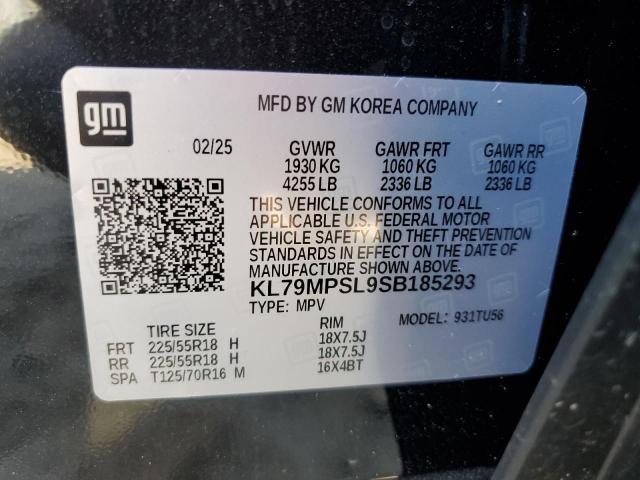 gm
MFD BY GM KOREA COMPANY
02/25 GVWR GAWR FRT GAWR RR
1930 KG 1060 KG 1060 KG
4255 LB 2336 LB 2336 LB
THIS VEHICLE CONFORMS TO ALL
APPLICABLE U.S. FEDERAL MOTOR
VEHICLE SAFETY AND THEFT PREVENTION
STANDARDS IN EFFECT ON THE DATE OF
MANUFACTURE SHOWN ABOVE.
KL79MPSL9SB185293
TYPE: MPV MODEL: 931TU56
TIRE SIZE RIM
FRT 225/55R18 H 18X7.5J
RR 225/55R18 H 18X7.5J
SPA T125/70R16 M 16X4BT